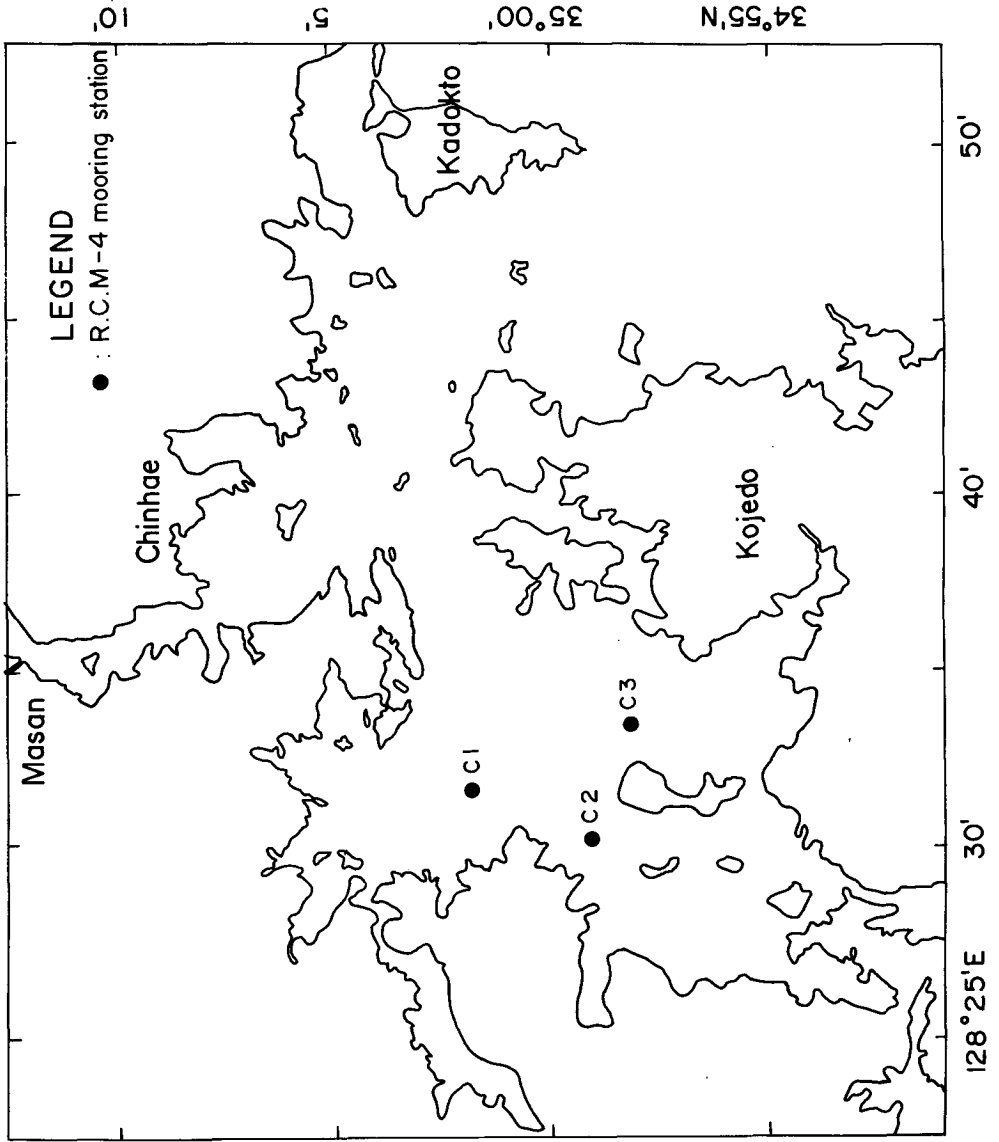 LEGEND
● : R.C.M-4 mooring station
Masan
Chinhae
Kadokto
Kojedo
C1
C2
C3
10'
5'
35°00'
34°55'N
128°25'E
30'
40'
50'